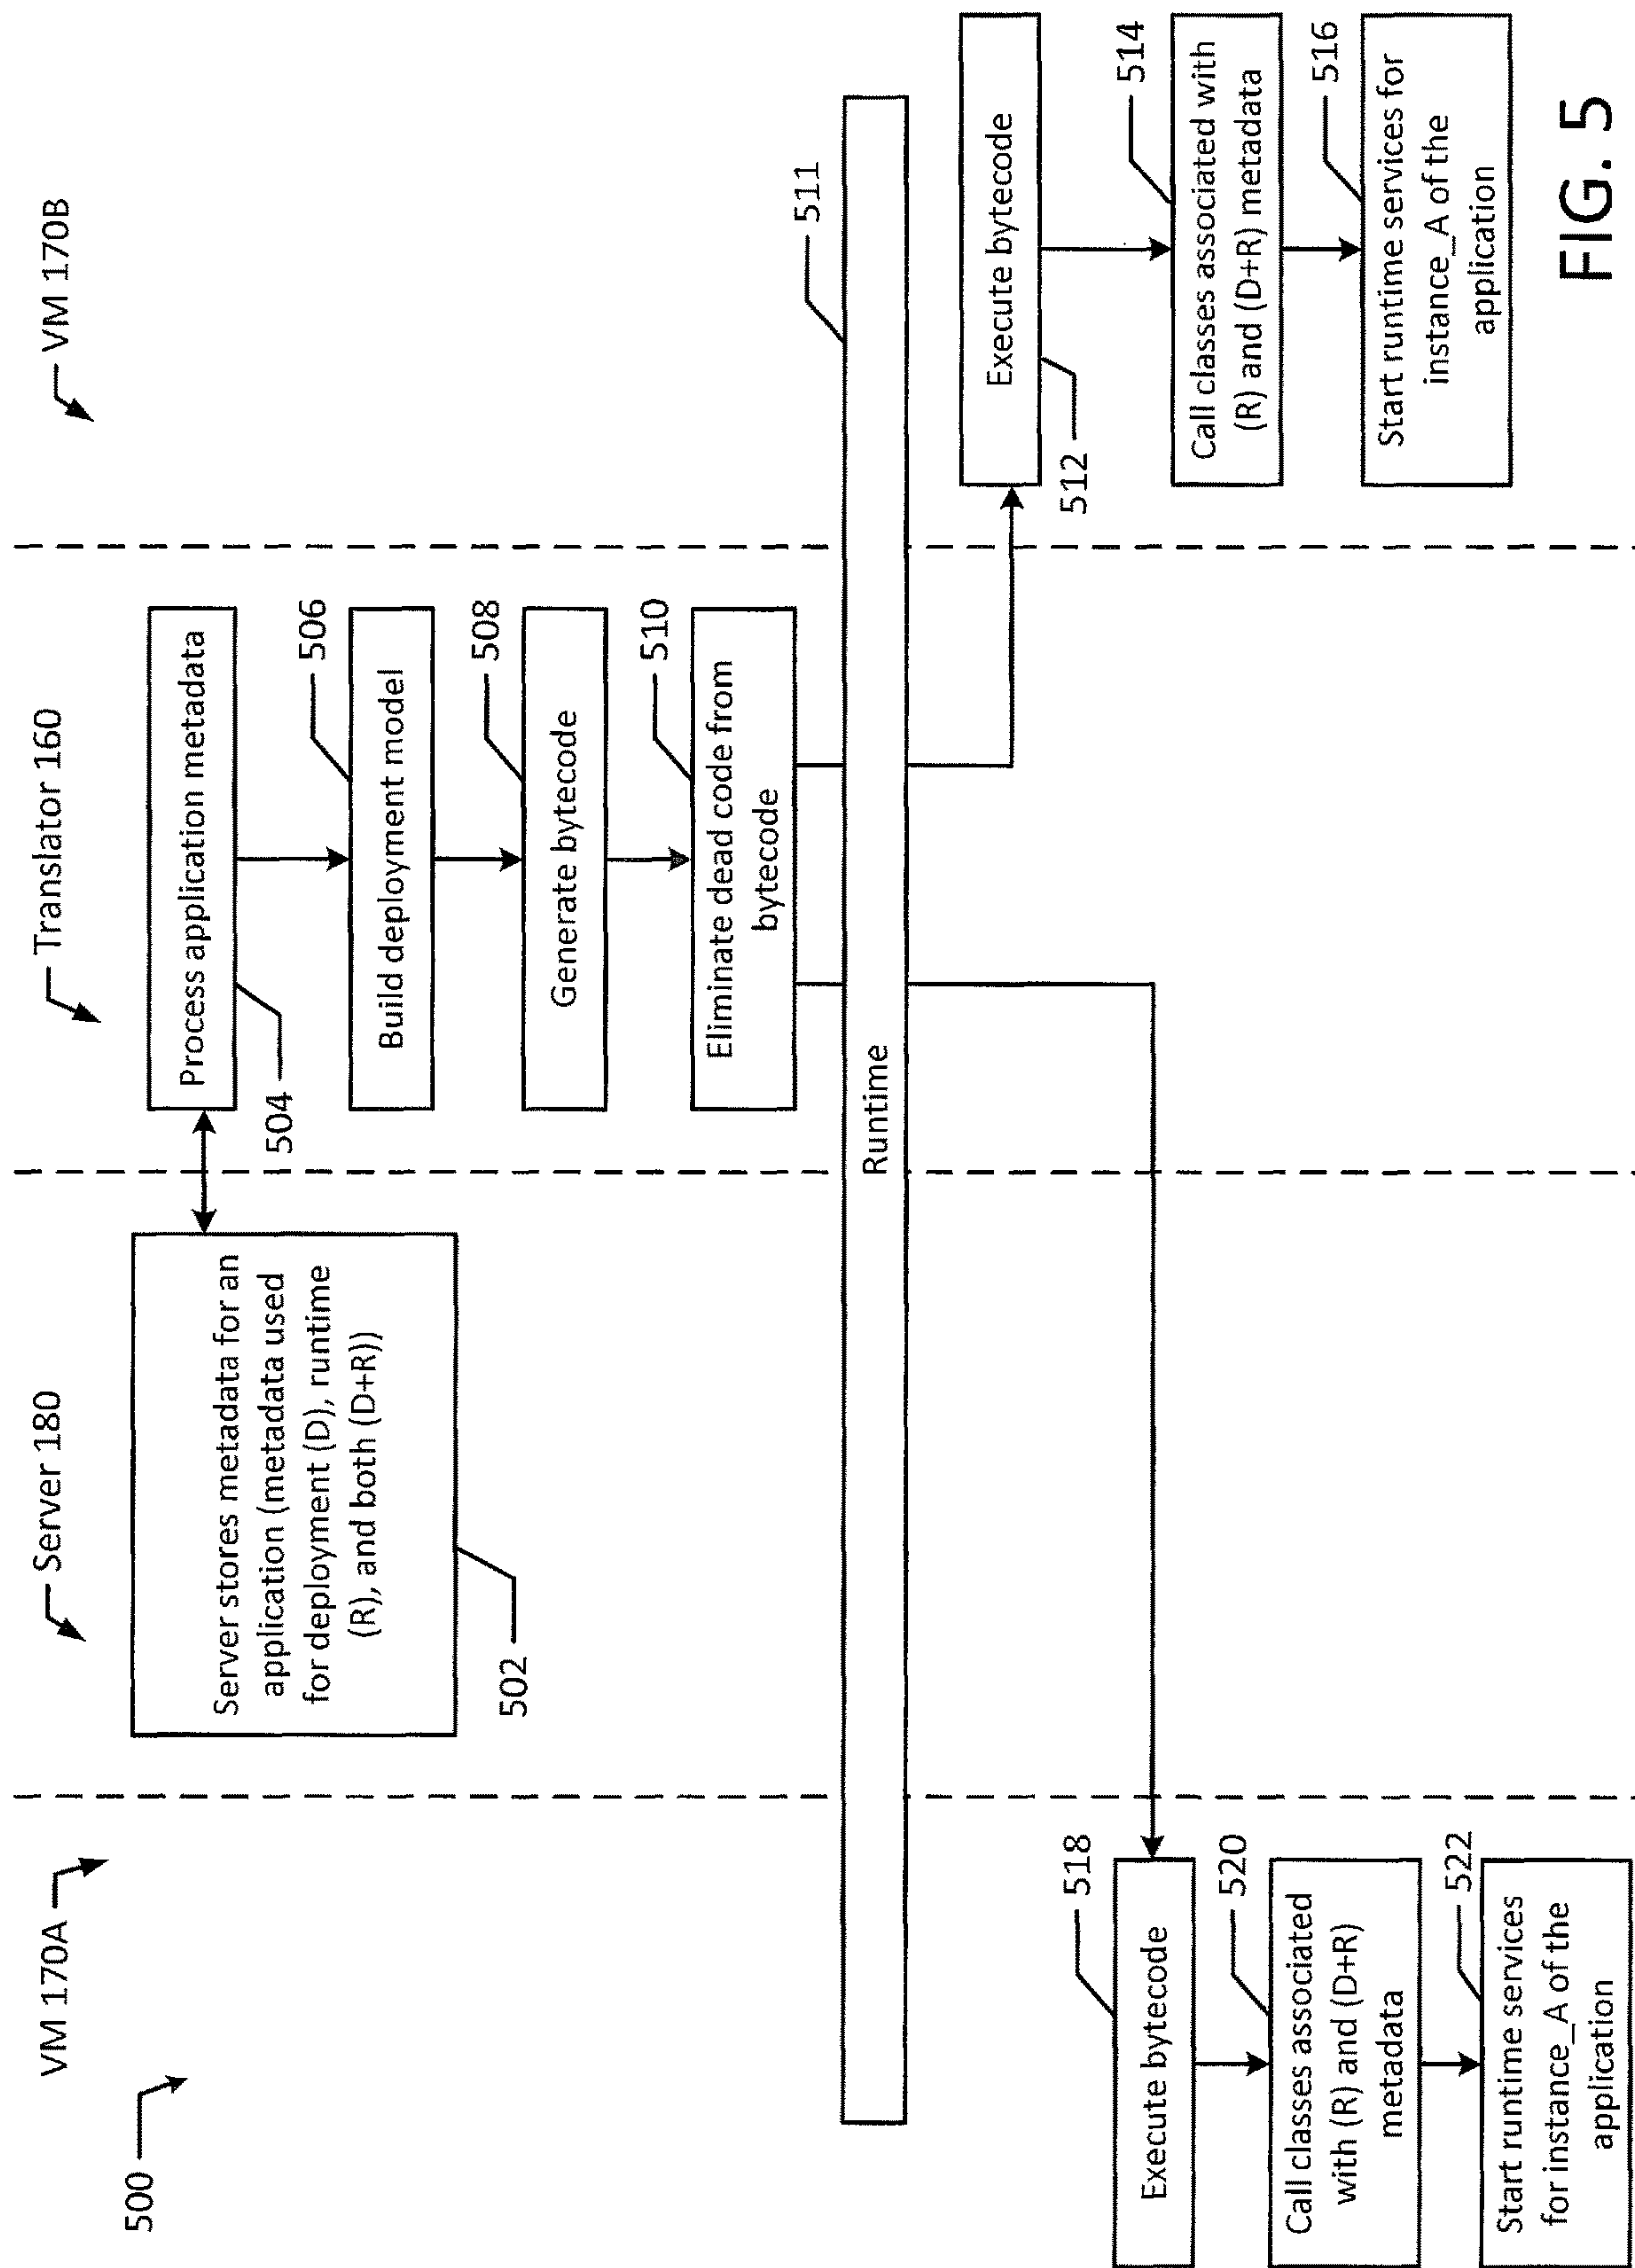 500
VM 170A
Server 180
Translator 160
VM 170B
Server stores metadata for an
application (metadata used
for deployment (D), runtime
(R), and both (D+R))
502
Process application metadata
504
Build deployment model
506
Generate bytecode
508
Eliminate dead code from
bytecode
510
Runtime
511
Execute bytecode
512
Call classes associated with
(R) and (D+R) metadata
514
Start runtime services for
instance_A of the
application
516
Execute bytecode
518
Call classes associated
with (R) and (D+R)
metadata
520
Start runtime services
for instance_A of the
application
522
FIG. 5